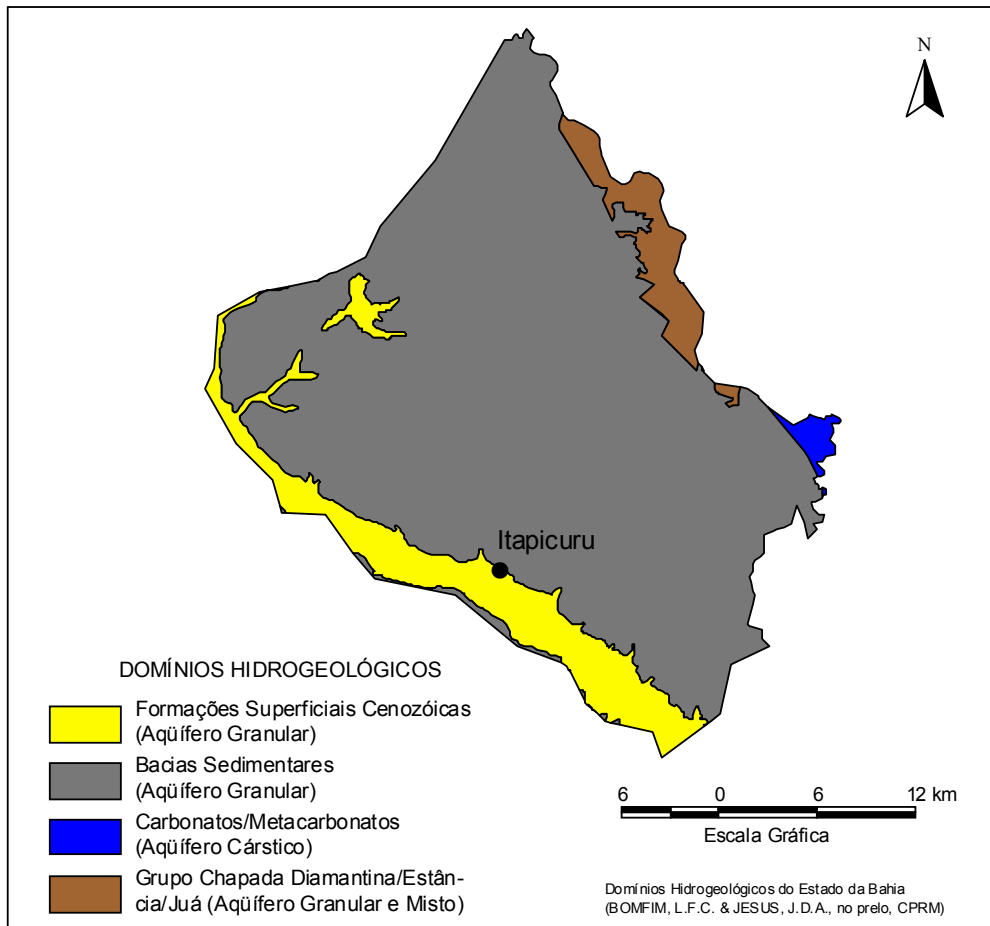 N
Itapicuru
DOMÍNIOS HIDROGEOLÓGICOS
Formações Superficiais Cenozóicas
(Aqüífero Granular)
Bacias Sedimentares
(Aqüífero Granular)
Carbonatos/Metacarbonatos
(Aqüífero Cárstico)
Grupo Chapada Diamantina/Estân-
cia/Juá (Aqüífero Granular e Misto)
6 0 6 12 km
Escala Gráfica
Domínios Hidrogeológicos do Estado da Bahia
(BOMFIM, L.F.C. & JESUS, J.D.A., no prelo, CPRM)